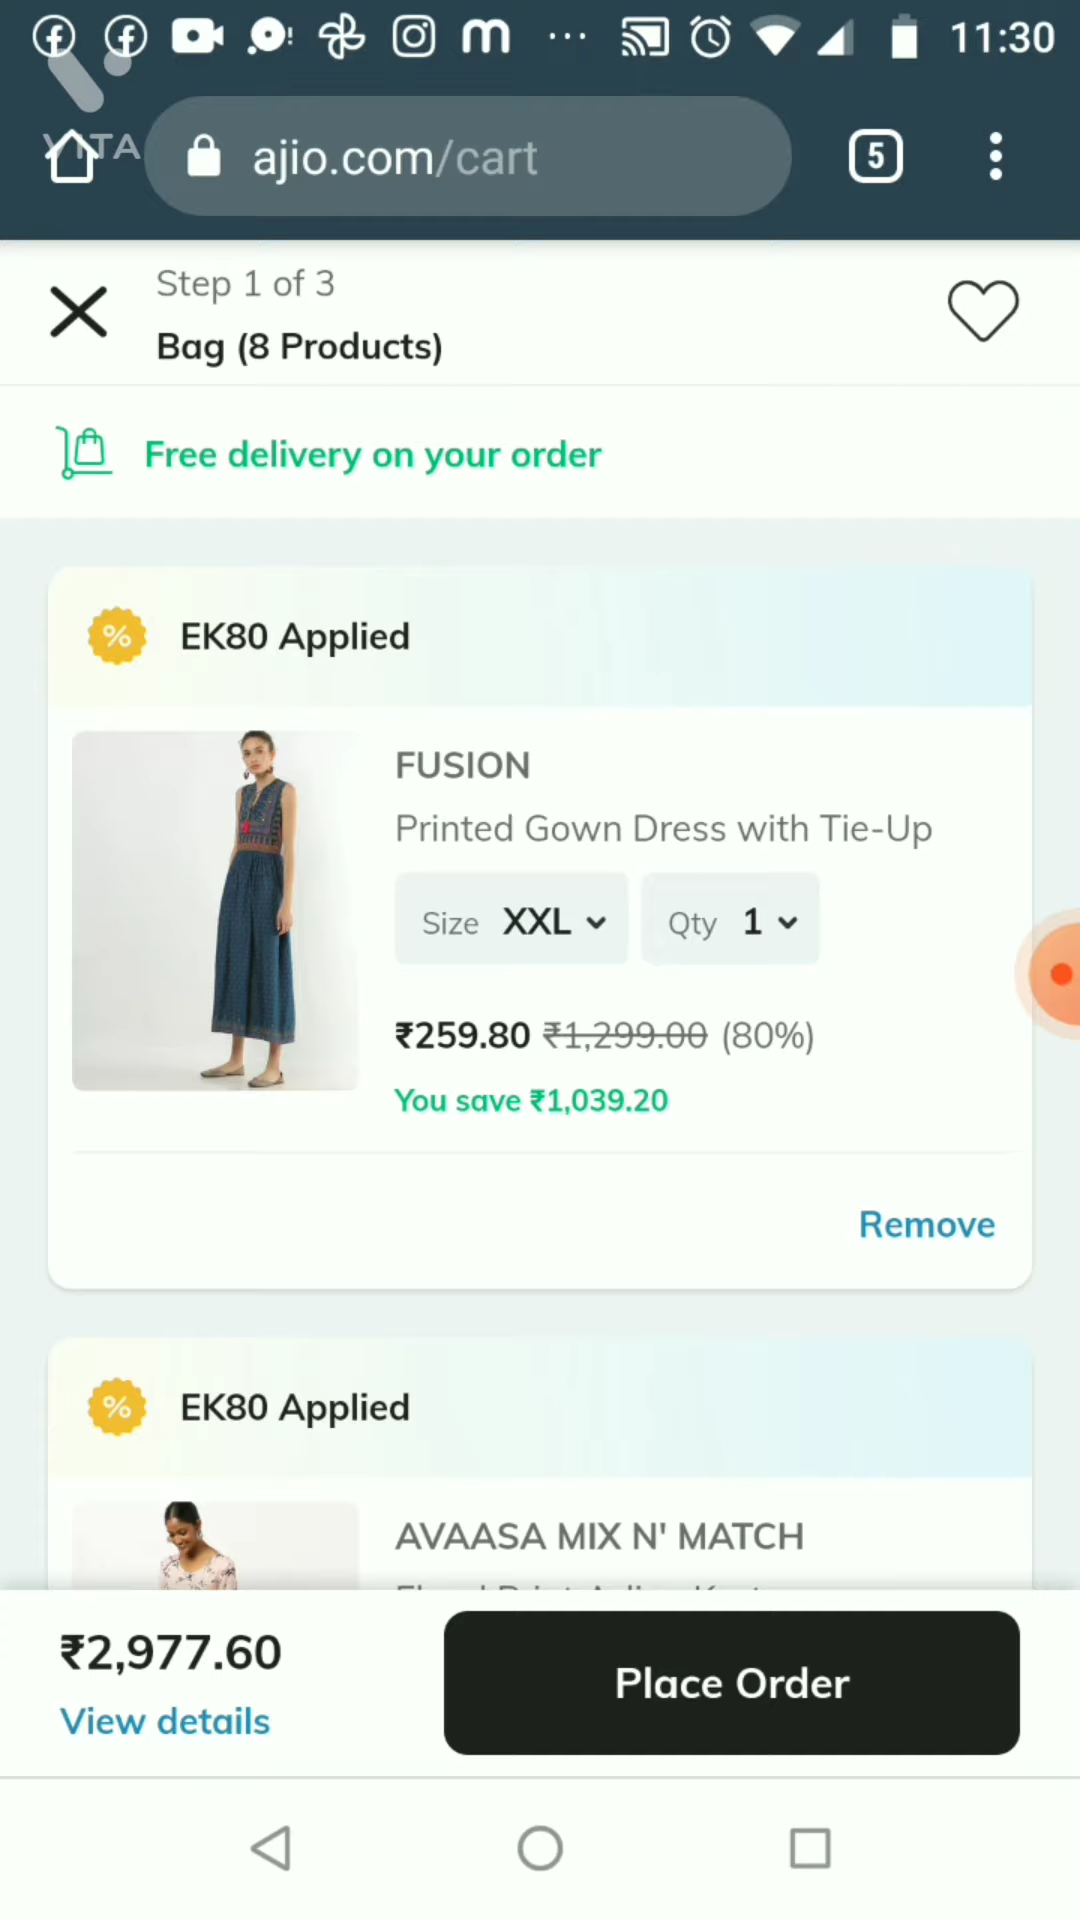 11:30
VITA
ajio.com/cart
5
Step 1 of 3
Bag (8 Products)
Free delivery on your order
EK80 Applied
FUSION
Printed Gown Dress with Tie-Up
Size XXL Qty 1
₹259.80 ₹1,299.00 (80%)
You save ₹1,039.20
Remove
EK80 Applied
AVAASA MIX N' MATCH
₹2,977.60
View details
Place Order